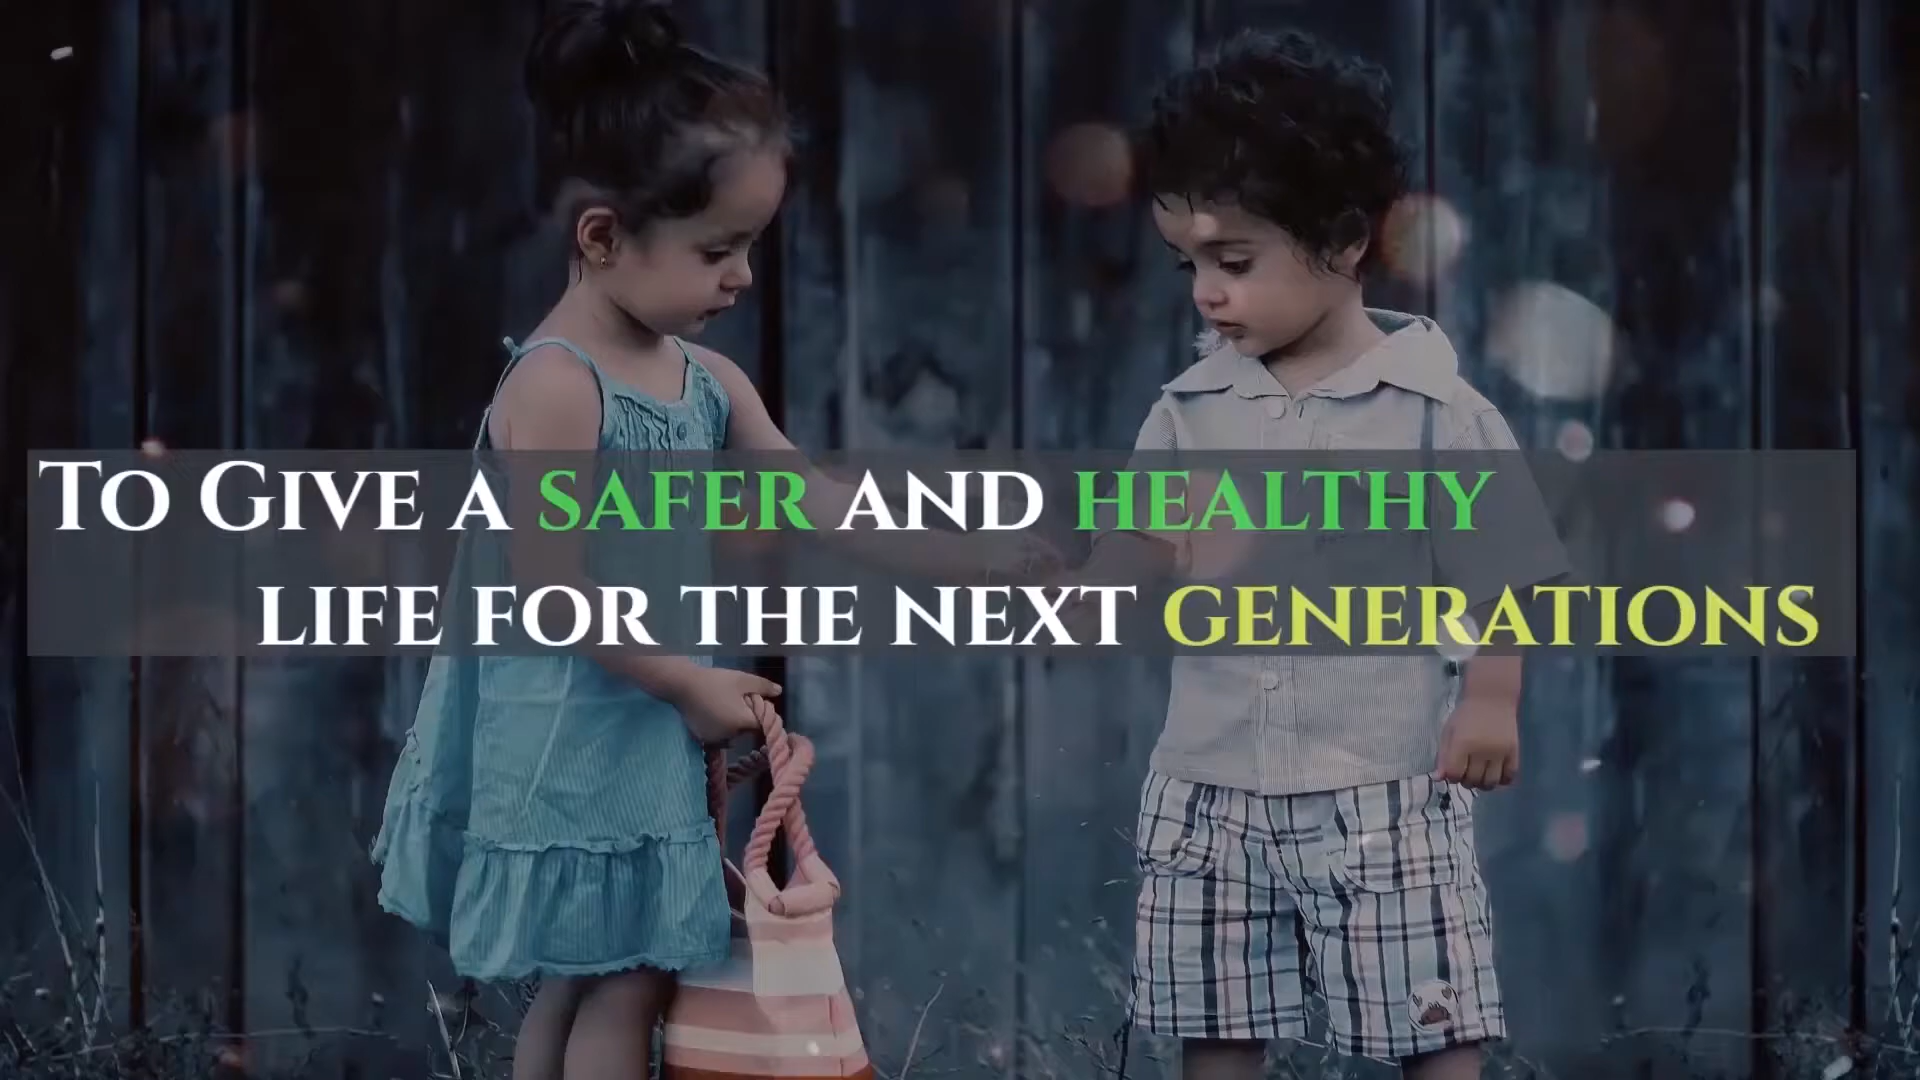 To Give a safer and healthy
life for the next generations